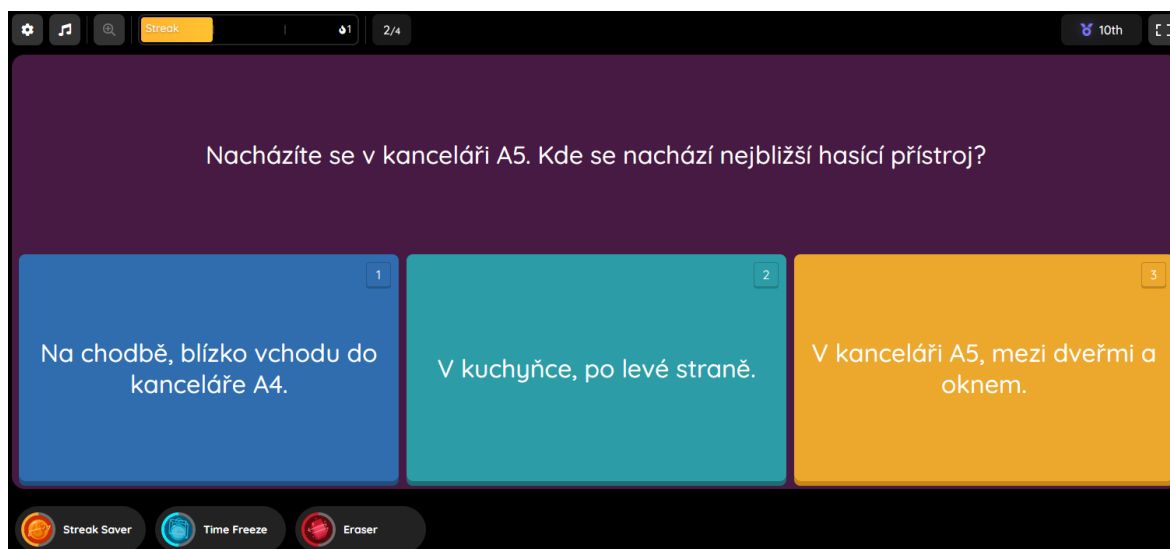 Streak
1
2/4
10th
Nacházíte se v kanceláři A5. Kde se nachází nejbližší hasící přístroj?
1
Na chodbě, blízko vchodu do
kanceláře A4.
2
V kuchyňce, po levé straně.
3
V kanceláři A5, mezi dveřmi a
oknem.
Streak Saver
Time Freeze
Eraser